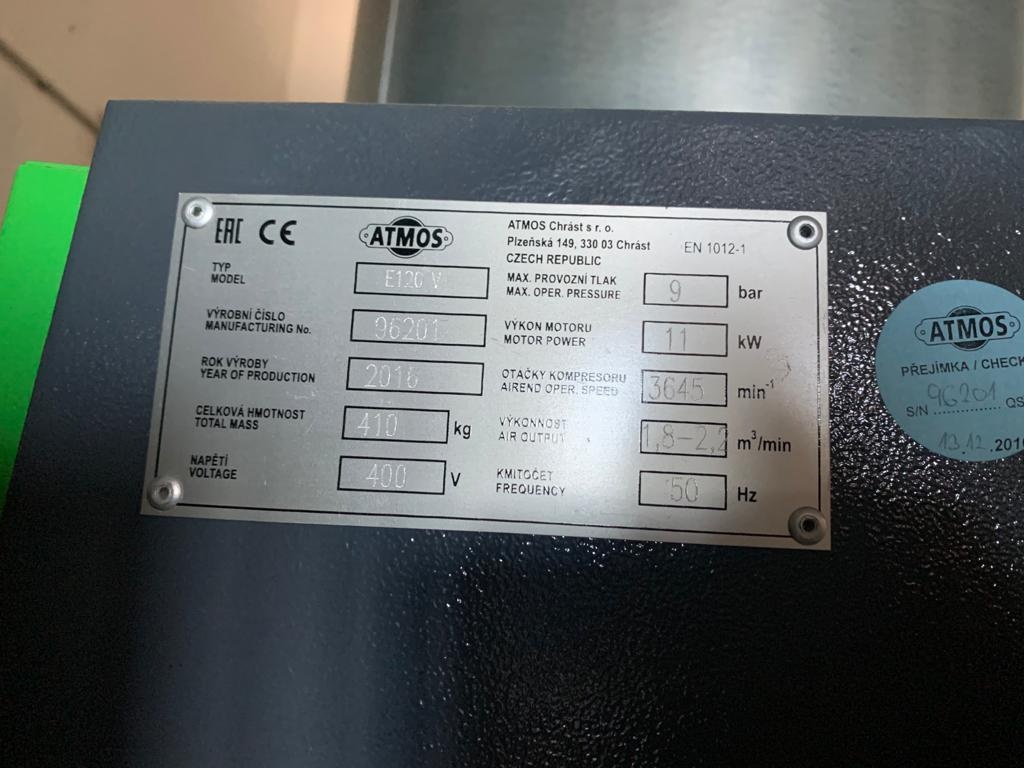 EAC CE
ATMOS
ATMOS Chrást s r. o.
Plzeňská 149, 330 03 Chrást
CZECH REPUBLIC
EN 1012-1
TYP
MODEL
E120 V
VÝROBNÍ ČÍSLO
MANUFACTURING No.
96201
ROK VÝROBY
YEAR OF PRODUCTION
2016
CELKOVÁ HMOTNOST
TOTAL MASS
410 kg
NAPĚTÍ
VOLTAGE
400 V
MAX. PROVOZNÍ TLAK
MAX. OPER. PRESSURE
9 bar
VÝKON MOTORU
MOTOR POWER
11 kW
OTAČKY KOMPRESORU
AIREND OPER. SPEED
3645 min⁻¹
VÝKONNOST
AIR OUTPUT
1,8–2,2 m³/min
KMITOČET
FREQUENCY
50 Hz
ATMOS
PŘEJÍMKA / CHECK
S/N 96201 QS
12.2016